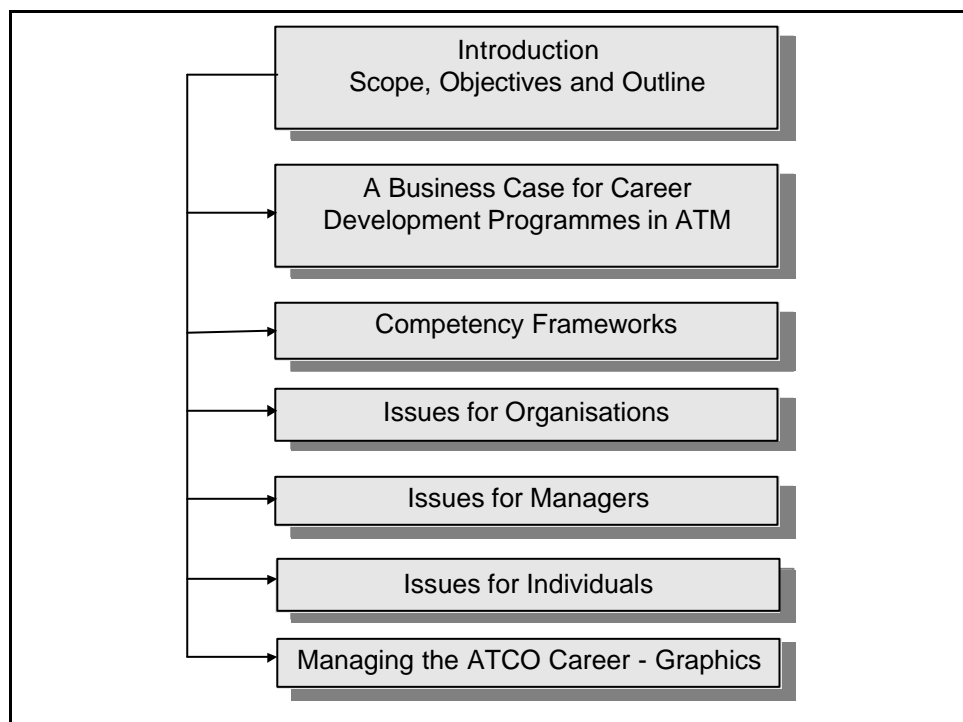 Introduction
Scope, Objectives and Outline
A Business Case for Career
Development Programmes in ATM
Competency Frameworks
Issues for Organisations
Issues for Managers
Issues for Individuals
Managing the ATCO Career - Graphics